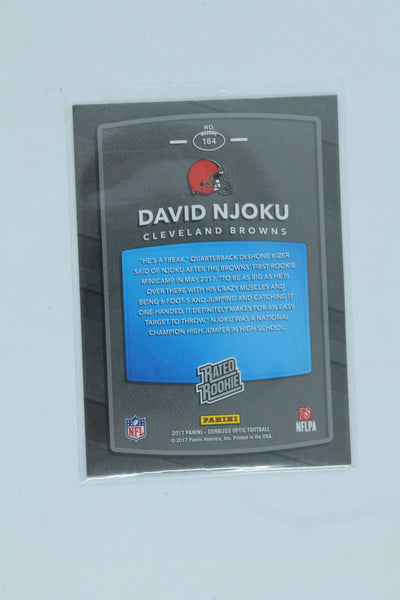 NO.
164
DAVID NJOKU
CLEVELAND BROWNS
"HE'S A FREAK," QUARTERBACK DESHONE KIZER
SAID OF NJOKU AFTER THE BROWNS' FIRST ROOKIE
MINICAMP IN MAY 2017. "TO BE AS BIG AS HE IS
OVER THERE WITH HIS CRAZY MUSCLES AND
BEING 6-FOOT-5 AND JUMPING AND CATCHING IT
ONE-HANDED, IT DEFINITELY MAKES FOR AN EASY
TARGET TO THROW." NJOKU WAS A NATIONAL
CHAMPION HIGH JUMPER IN HIGH SCHOOL.
RATED
ROOKIE
NFL
PANINI
NFLPA
2017 PANINI – DONRUSS OPTIC FOOTBALL
© 2017 Panini America, Inc. Printed in the USA.